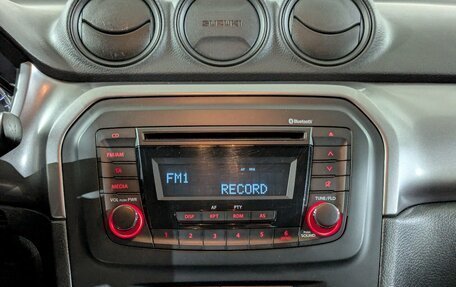 SUZUKI
Bluetooth
CD
FM/AM
MEDIA
VOL PUSH PWR
FM1
RECORD
AF PTY
DISP RPT RDM AS
1 2 3 4 5 6
TUNE/FLD
PUSH SOUND